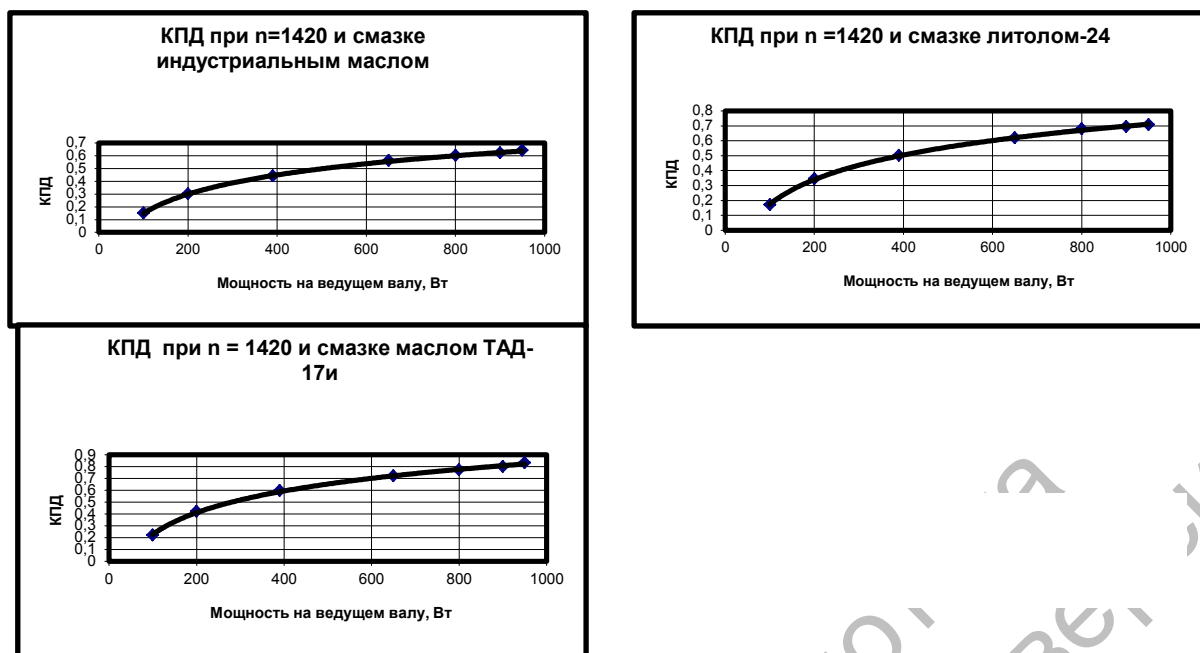 КПД при n=1420 и смазке
индустриальным маслом
КПД
0,7
0,6
0,5
0,4
0,3
0,2
0,1
0
0 200 400 600 800 1000
Мощность на ведущем валу, Вт
КПД при n =1420 и смазке литолом-24
КПД
0,8
0,7
0,6
0,5
0,4
0,3
0,2
0,1
0
0 200 400 600 800 1000
Мощность на ведущем валу, Вт
КПД при n = 1420 и смазке маслом ТАД-
17и
КПД
0,9
0,8
0,7
0,6
0,5
0,4
0,3
0,2
0,1
0
0 200 400 600 800 1000
Мощность на ведущем валу, Вт